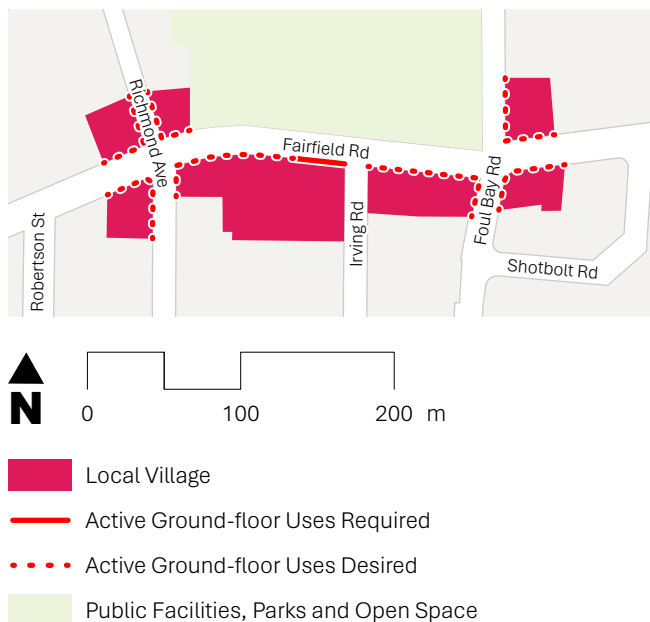 Richmond Ave
Fairfield Rd
Foul Bay Rd
Irving Rd
Robertson St
Shotbolt Rd
N
0 100 200 m
Local Village
Active Ground-floor Uses Required
Active Ground-floor Uses Desired
Public Facilities, Parks and Open Space